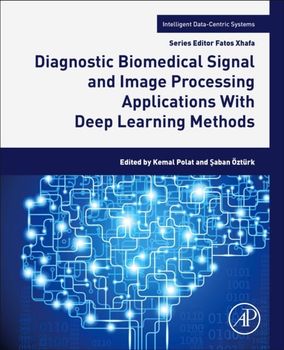 Intelligent Data-Centric Systems
Series Editor Fatos Xhafa
Diagnostic Biomedical Signal
and Image Processing
Applications With
Deep Learning Methods
Edited by Kemal Polat and Şaban Öztürk
AP